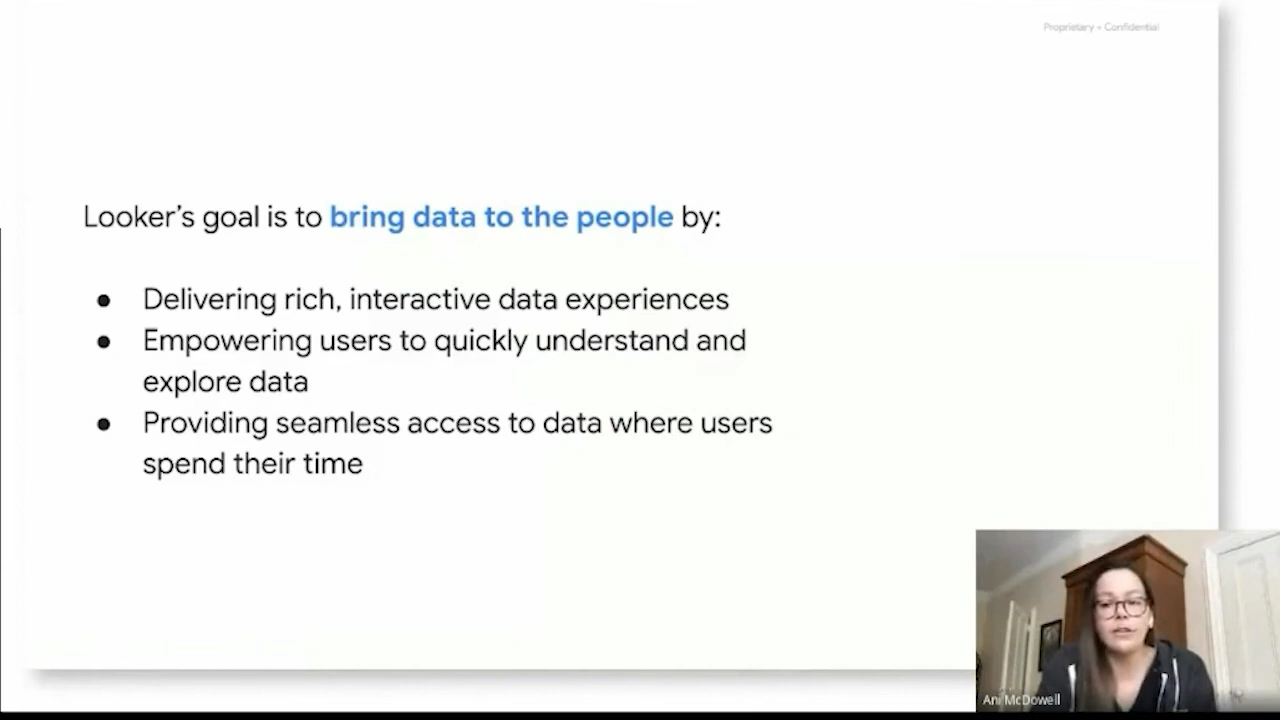 Proprietary + Confidential
Looker's goal is to bring data to the people by:
● Delivering rich, interactive data experiences
● Empowering users to quickly understand and
explore data
● Providing seamless access to data where users
spend their time
Ani McDowell